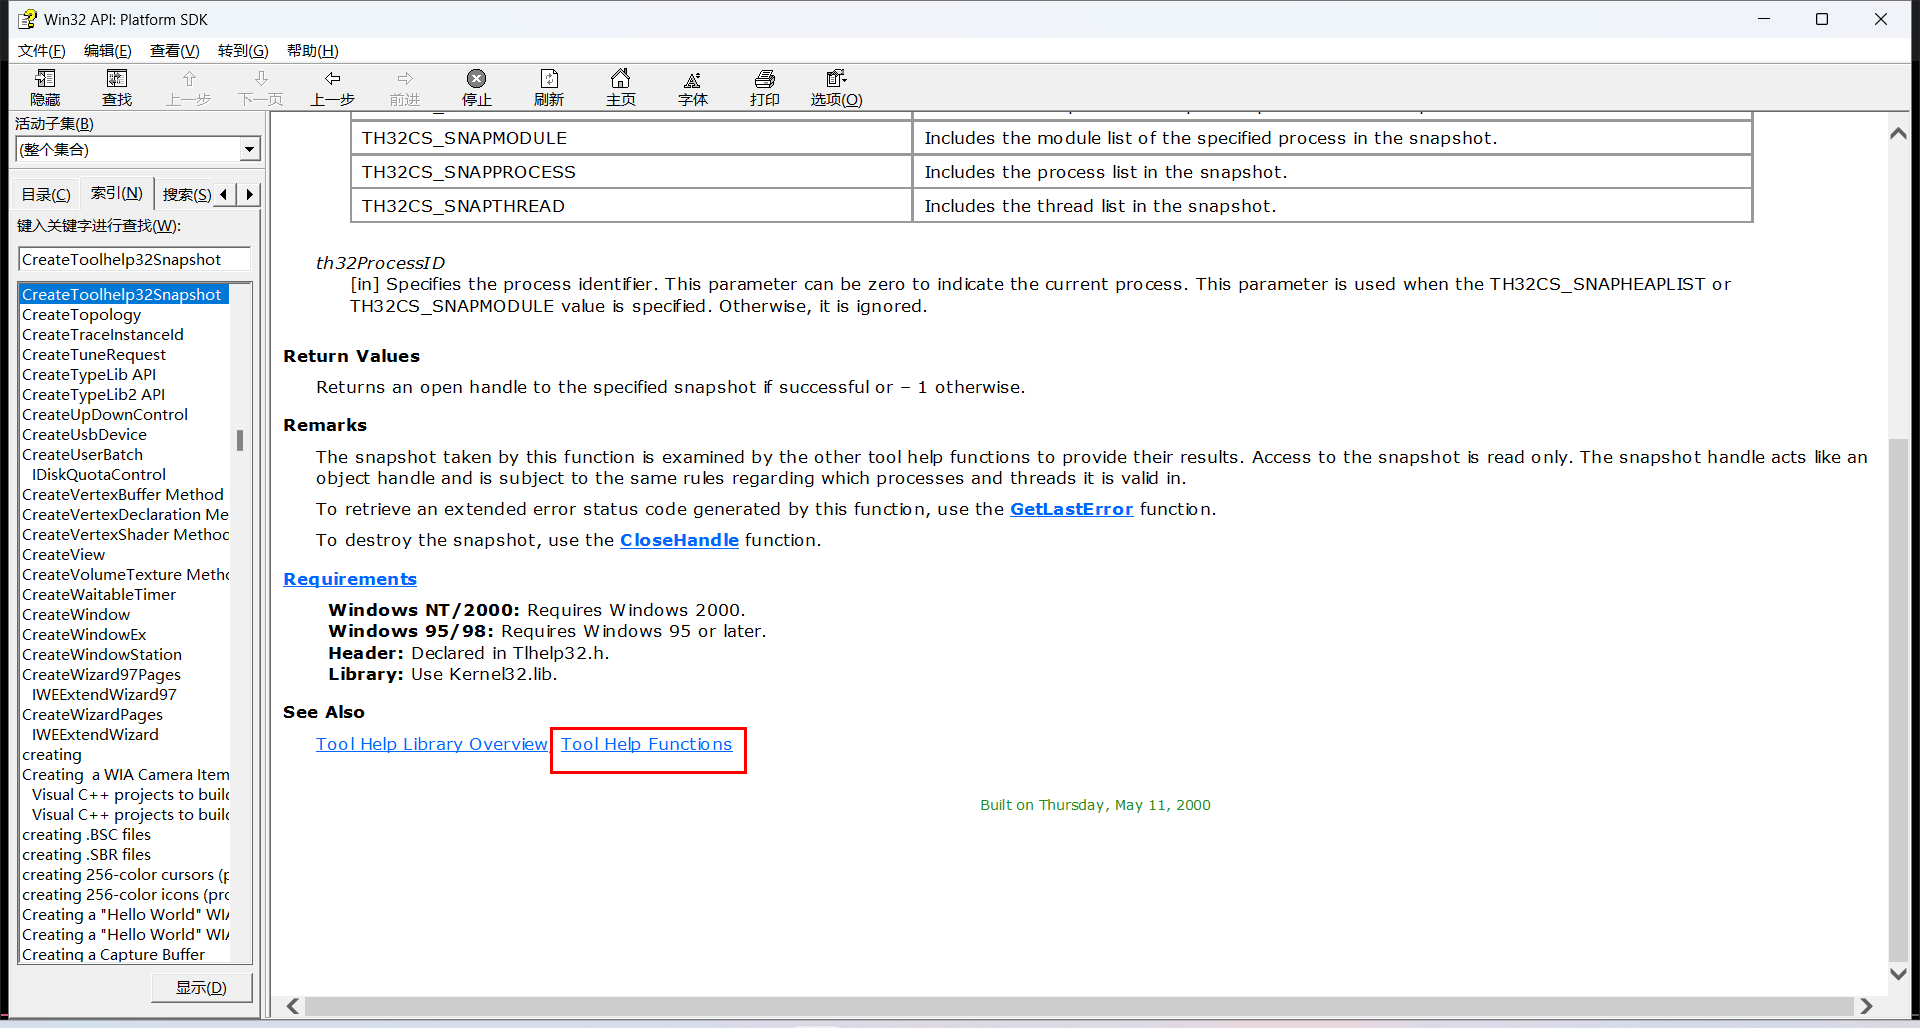 Win32 API: Platform SDK
文件(F) 编辑(E) 查看(V) 转到(G) 帮助(H)
隐藏 查找 上一步 下一页 上一步 前进 停止 刷新 主页 字体 打印 选项(O)
活动子集(B)
(整个集合)
目录(C) 索引(N) 搜索(S)
键入关键字进行查找(W):
CreateToolhelp32Snapshot
CreateToolhelp32Snapshot
CreateTopology
CreateTraceInstanceId
CreateTuneRequest
CreateTypeLib API
CreateTypeLib2 API
CreateUpDownControl
CreateUsbDevice
CreateUserBatch
IDiskQuotaControl
CreateVertexBuffer Method
CreateVertexDeclaration Me
CreateVertexShader Method
CreateView
CreateVolumeTexture Metho
CreateWaitableTimer
CreateWindow
CreateWindowEx
CreateWindowStation
CreateWizard97Pages
IWEExtendWizard97
CreateWizardPages
IWEExtendWizard
creating
Creating  a WIA Camera Item
Visual C++ projects to build
Visual C++ projects to build
creating .BSC files
creating .SBR files
creating 256-color cursors (p
creating 256-color icons (pro
Creating a "Hello World" WIA
Creating a "Hello World" WIA
Creating a Capture Buffer
显示(D)
TH32CS_SNAPMODULE Includes the module list of the specified process in the snapshot.
TH32CS_SNAPPROCESS Includes the process list in the snapshot.
TH32CS_SNAPTHREAD Includes the thread list in the snapshot.
th32ProcessID
[in] Specifies the process identifier. This parameter can be zero to indicate the current process. This parameter is used when the TH32CS_SNAPHEAPLIST or
TH32CS_SNAPMODULE value is specified. Otherwise, it is ignored.
Return Values
Returns an open handle to the specified snapshot if successful or – 1 otherwise.
Remarks
The snapshot taken by this function is examined by the other tool help functions to provide their results. Access to the snapshot is read only. The snapshot handle acts like an
object handle and is subject to the same rules regarding which processes and threads it is valid in.
To retrieve an extended error status code generated by this function, use the GetLastError function.
To destroy the snapshot, use the CloseHandle function.
Requirements
Windows NT/2000: Requires Windows 2000.
Windows 95/98: Requires Windows 95 or later.
Header: Declared in Tlhelp32.h.
Library: Use Kernel32.lib.
See Also
Tool Help Library Overview, Tool Help Functions
Built on Thursday, May 11, 2000